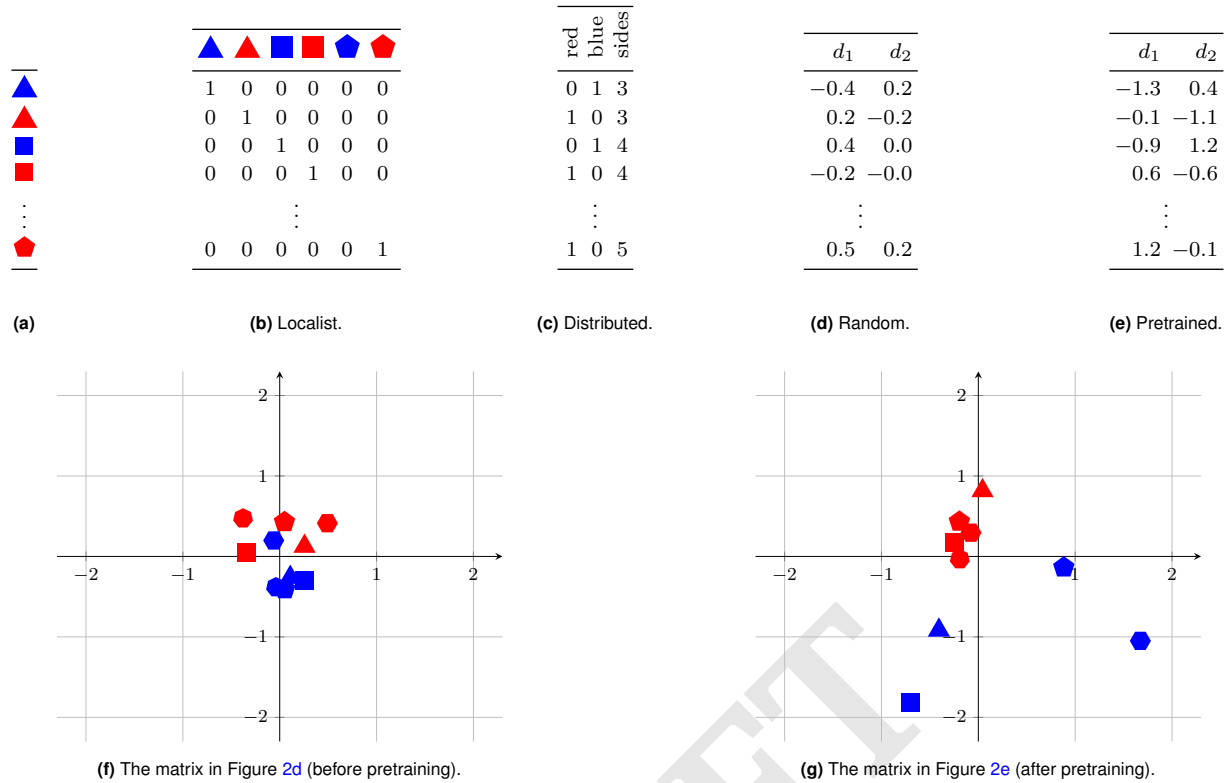 red blue sides
d₁ d₂
d₁ d₂
1 0 0 0 0 0
0 1 3
−0.4 0.2
−1.3 0.4
0 1 0 0 0 0
1 0 3
0.2 −0.2
−0.1 −1.1
0 0 1 0 0 0
0 1 4
0.4 0.0
−0.9 1.2
0 0 0 1 0 0
1 0 4
−0.2 −0.0
0.6 −0.6
⋮
⋮
⋮
⋮
⋮
0 0 0 0 0 1
1 0 5
0.5 0.2
1.2 −0.1
(a)
(b) Localist.
(c) Distributed.
(d) Random.
(e) Pretrained.
2
1
−2 −1 1 2
−1
−2
2
1
−2 −1 1 2
−1
−2
ET
(f) The matrix in Figure 2d (before pretraining).
(g) The matrix in Figure 2e (after pretraining).